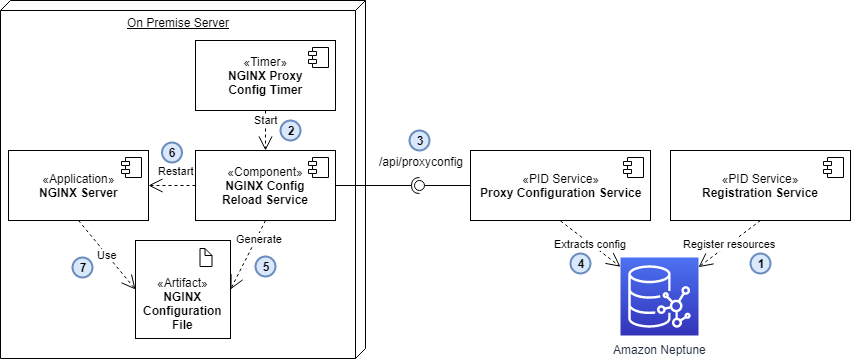 On Premise Server
«Timer»
NGINX Proxy
Config Timer
Start
2
3
/api/proxyconfig
6
Restart
«Application»
NGINX Server
«Component»
NGINX Config
Reload Service
«PID Service»
Proxy Configuration Service
«PID Service»
Registration Service
Use
7
Generate
5
Extracts config
4
Register resources
1
«Artifact»
NGINX
Configuration
File
Amazon Neptune